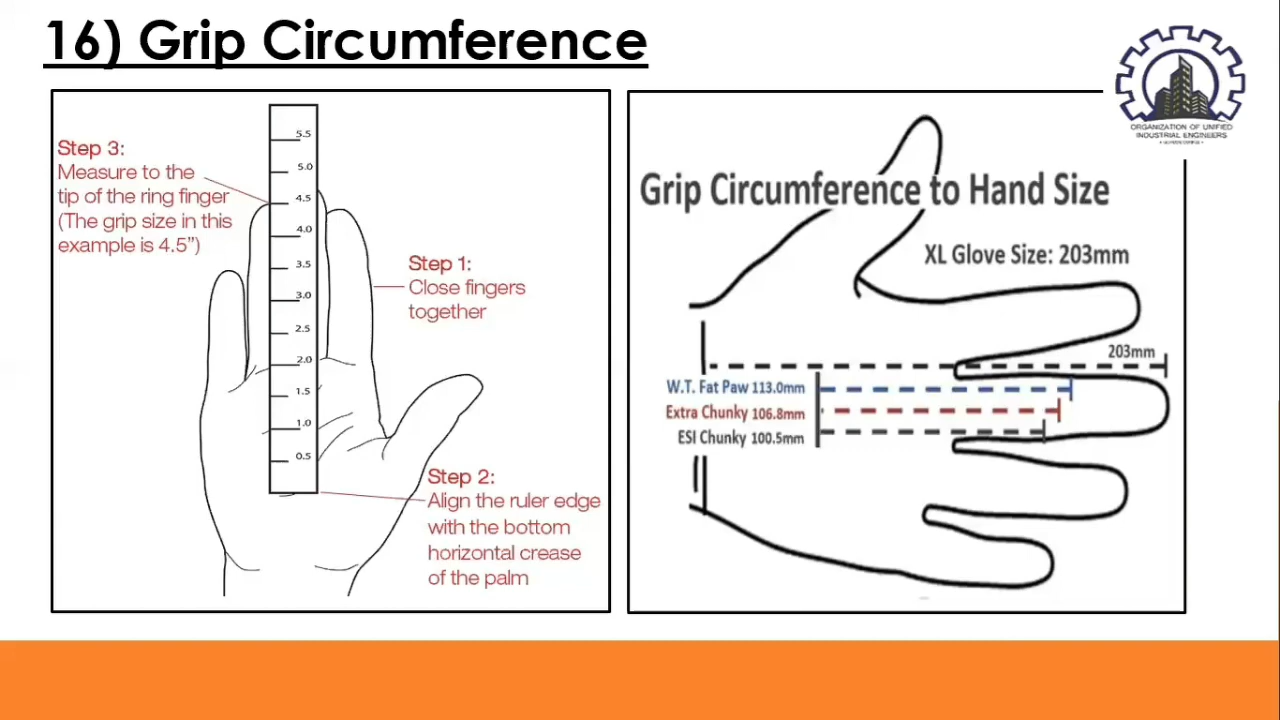 16) Grip Circumference
Step 3:
Measure to the
tip of the ring finger
(The grip size in this
example is 4.5”)
5.5
5.0
4.5
4.0
3.5
3.0
2.5
2.0
1.5
1.0
0.5
Step 1:
Close fingers
together
Step 2:
Align the ruler edge
with the bottom
horizontal crease
of the palm
ORGANIZATION OF UNIFIED
INDUSTRIAL ENGINEERS
Grip Circumference to Hand Size
XL Glove Size: 203mm
203mm
W.T. Fat Paw 113.0mm
Extra Chunky 106.8mm
ESI Chunky 100.5mm